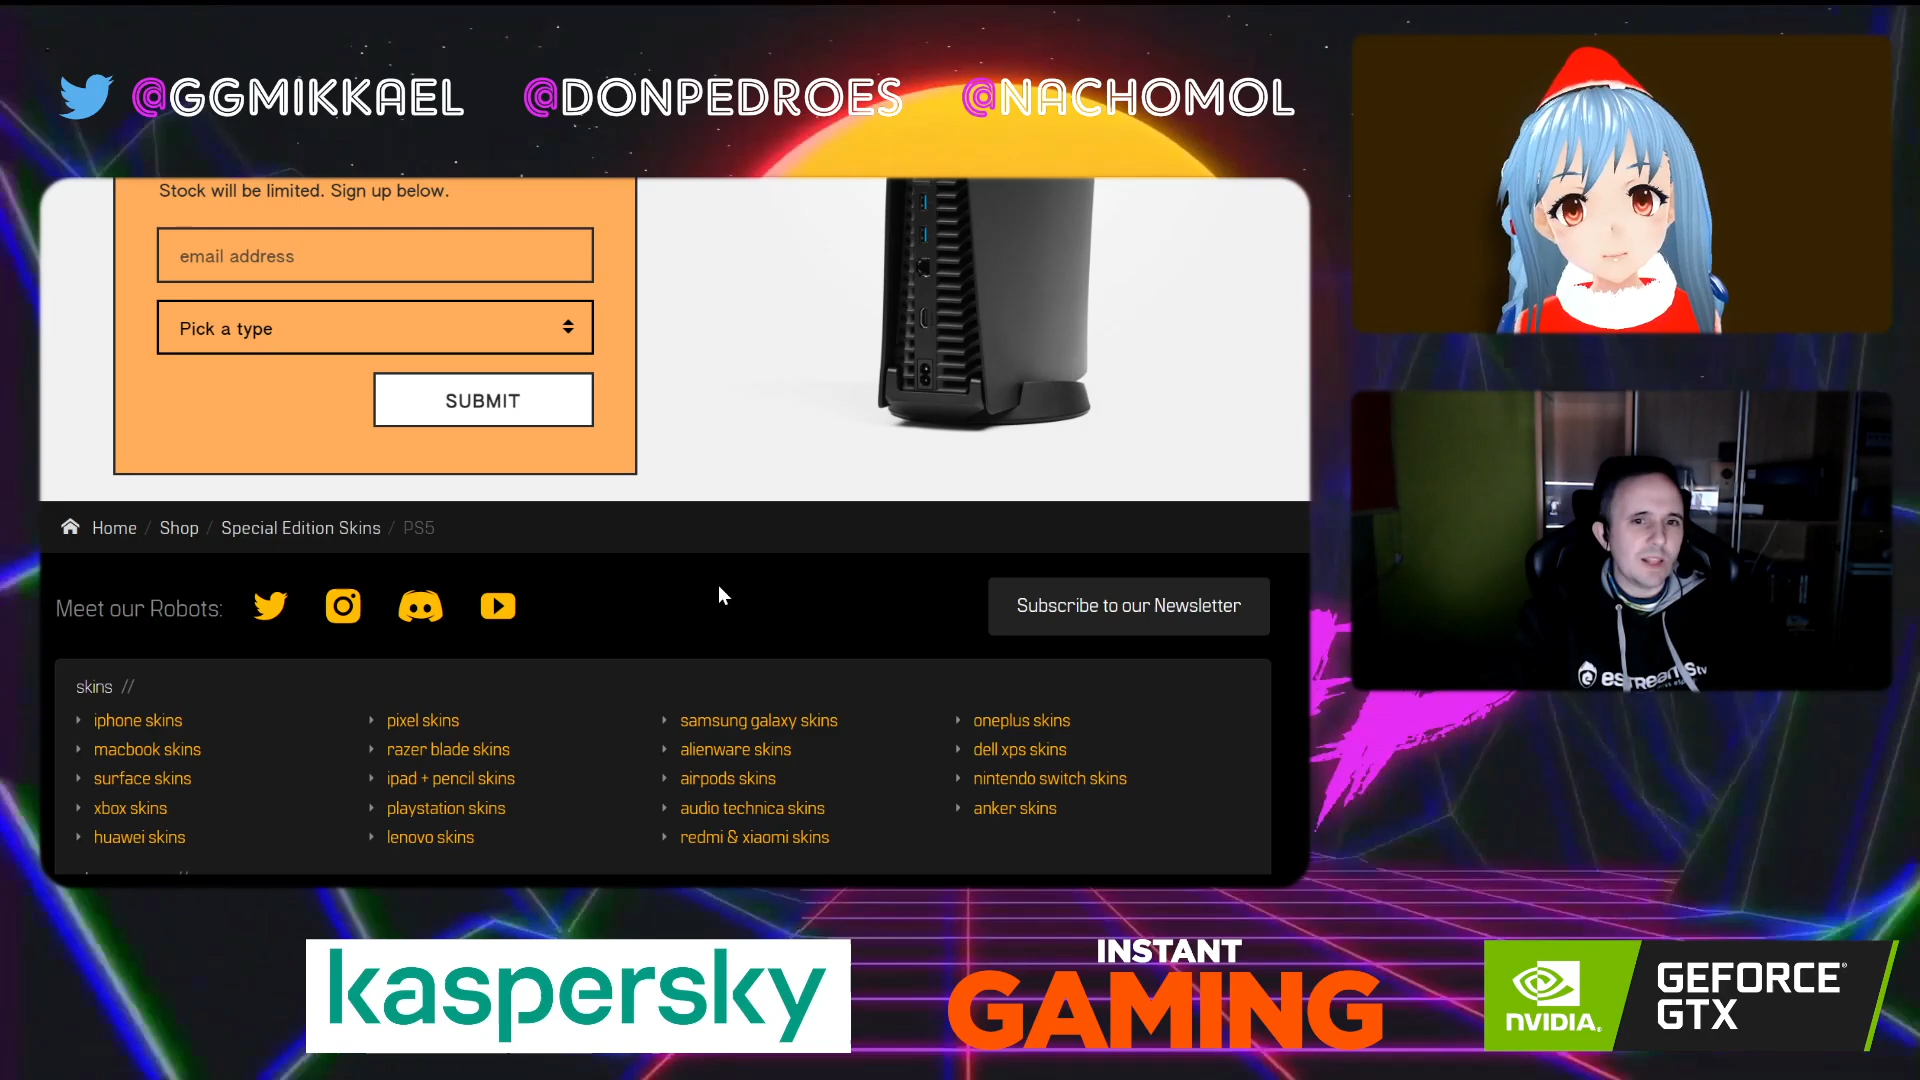 @GGMIKKAEL @DONPEDROES @NACHOMOL
Stock will be limited. Sign up below.
email address
Pick a type
SUBMIT
Home / Shop / Special Edition Skins / PS5
Meet our Robots:
Subscribe to our Newsletter
skins //
iphone skins
macbook skins
surface skins
xbox skins
huawei skins
pixel skins
razer blade skins
ipad + pencil skins
playstation skins
lenovo skins
samsung galaxy skins
alienware skins
airpods skins
audio technica skins
redmi & xiaomi skins
oneplus skins
dell xps skins
nintendo switch skins
anker skins
eSTREAMS tv
kaspersky
INSTANT
GAMING
NVIDIA.
GEFORCE®
GTX